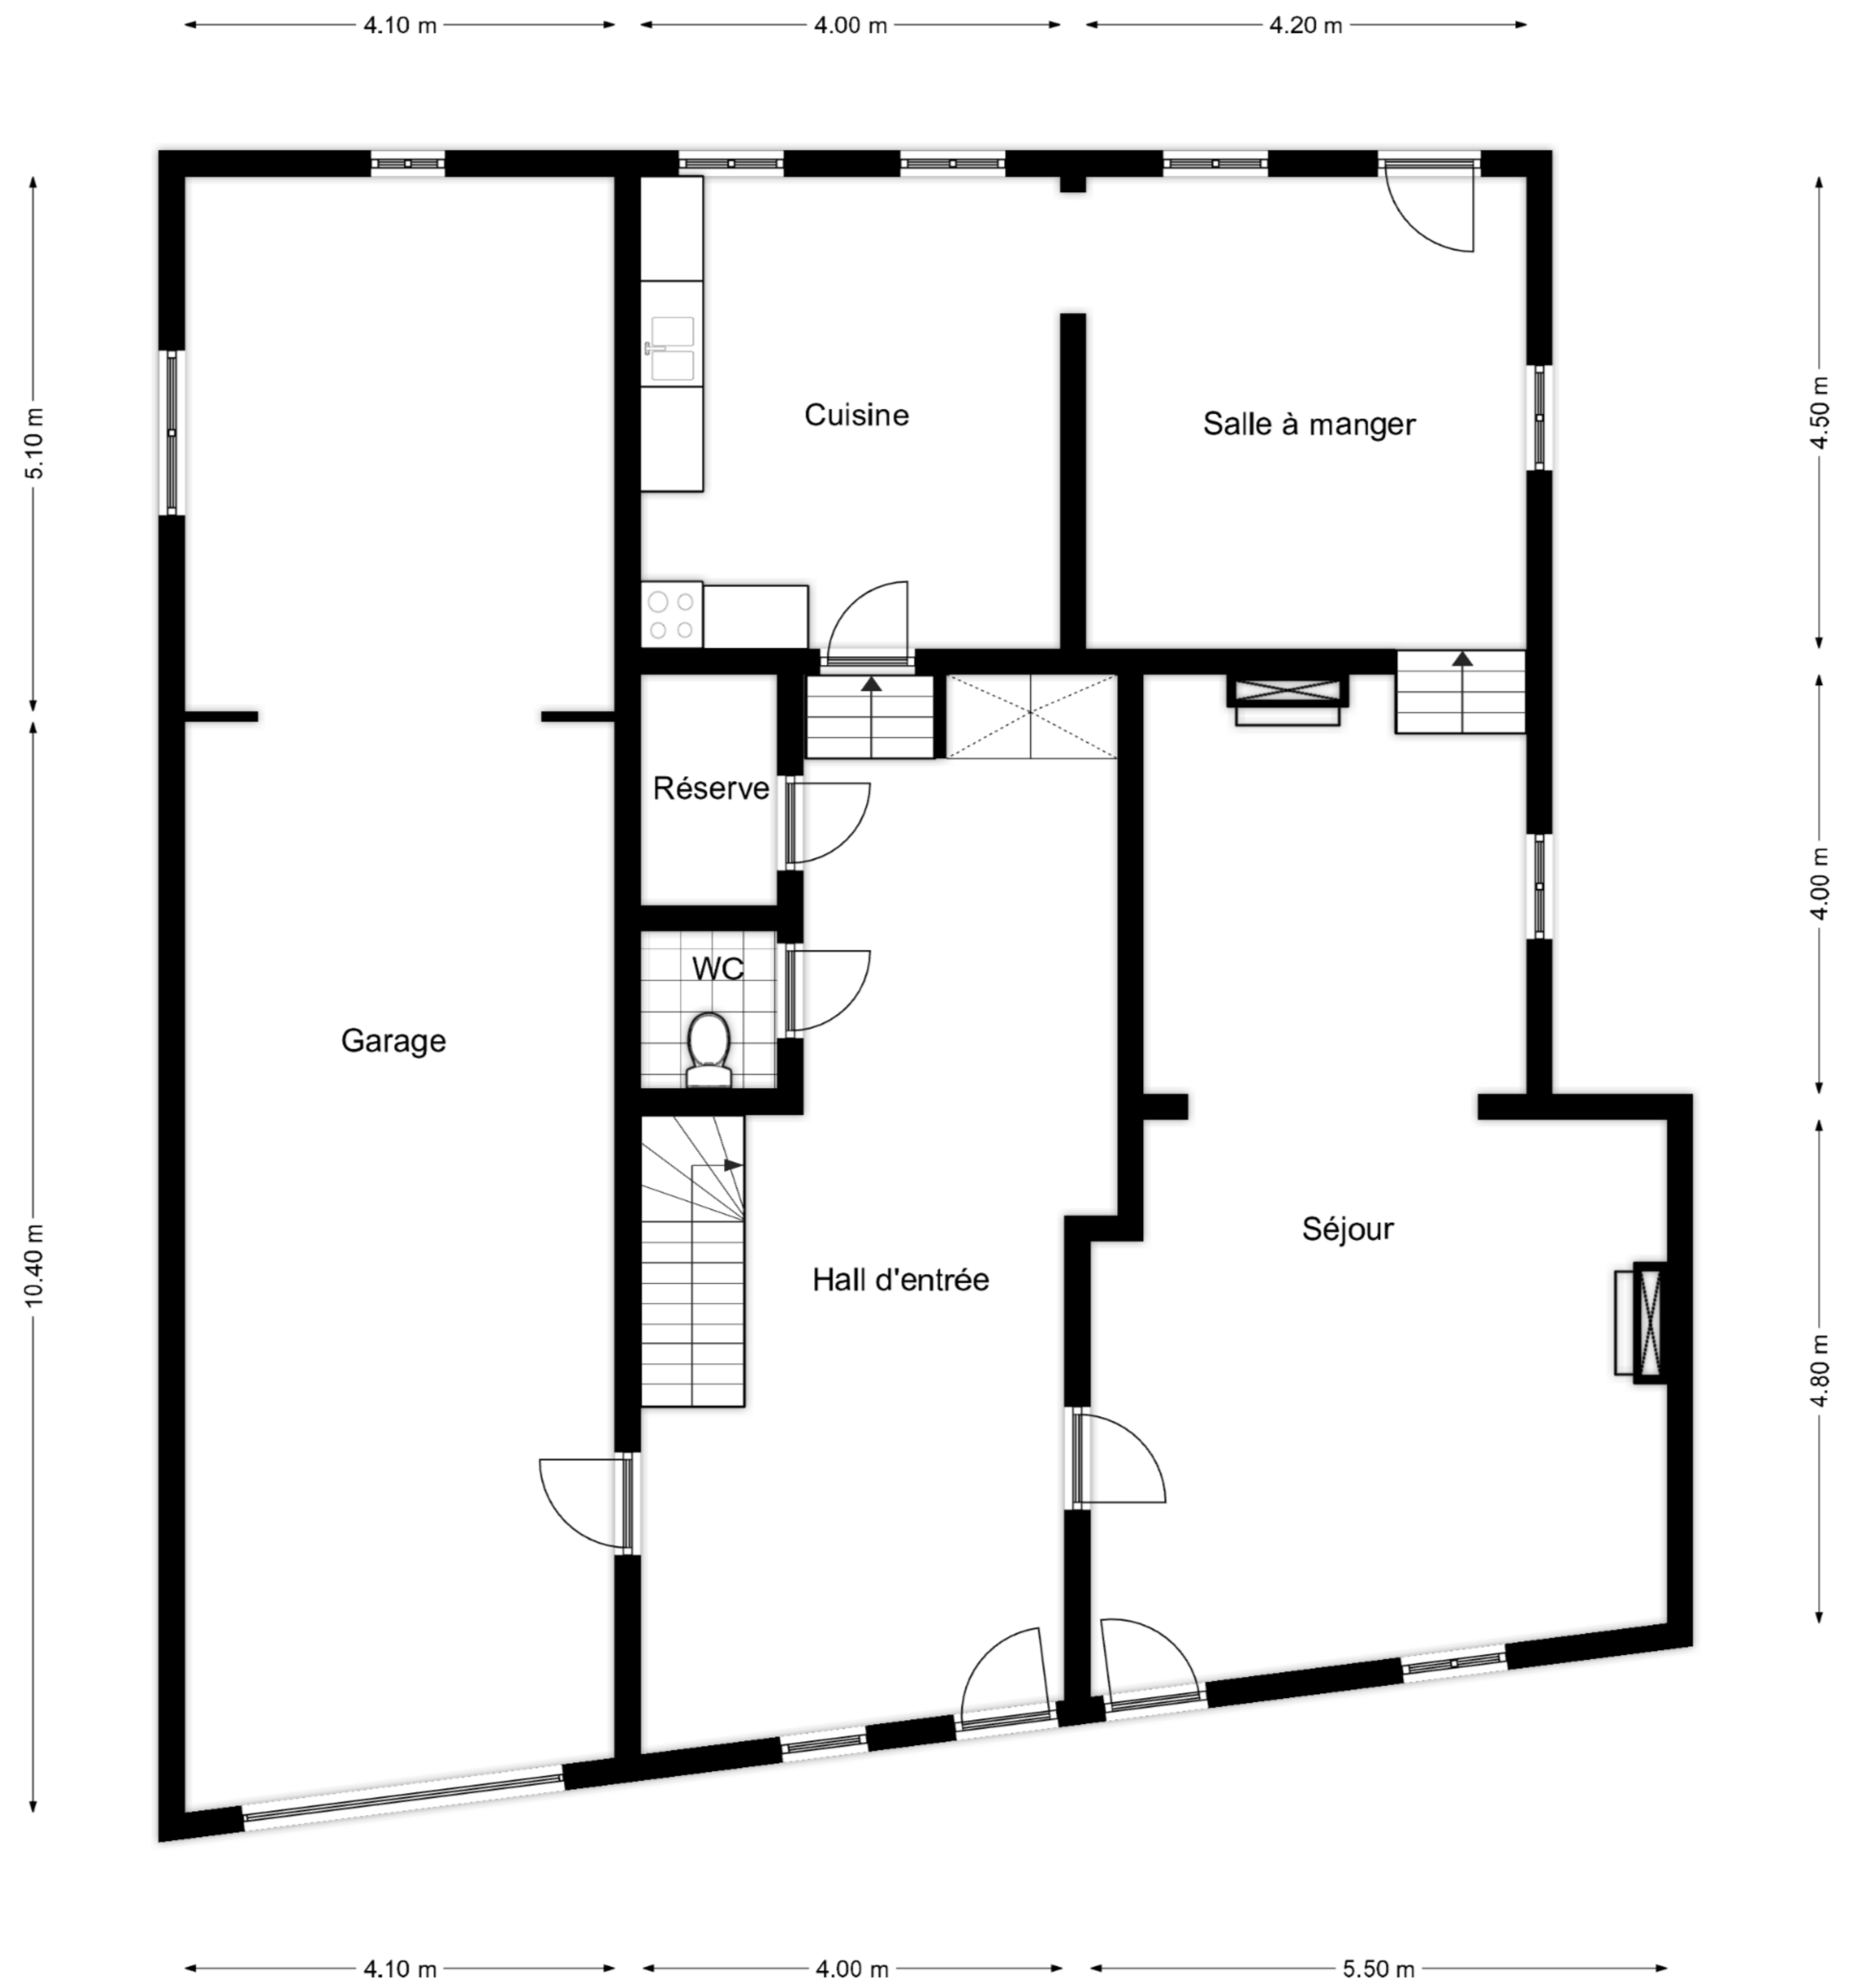 4.10 m
4.00 m
4.20 m
5.10 m
4.50 m
Cuisine
Salle à manger
Réserve
4.00 m
WC
Garage
Séjour
Hall d'entrée
10.40 m
4.80 m
4.10 m
4.00 m
5.50 m